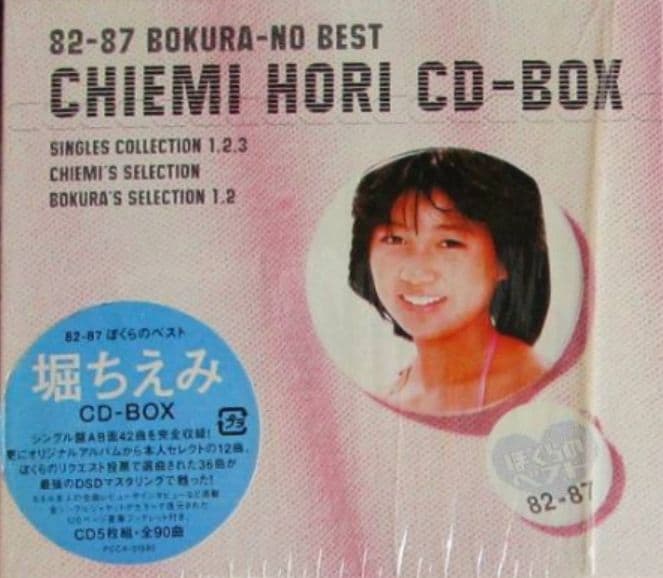 82-87 BOKURA-NO BEST
CHIEMI HORI CD-BOX
SINGLES COLLECTION 1.2.3
CHIEMI'S SELECTION
BOKURA'S SELECTION 1.2
82-87 ぼくらのベスト
堀ちえみ
CD-BOX
シングル盤AB面42曲を完全収録!
更にオリジナルアルバムから本人セレクトの12曲、
ぼくらのリクエスト投票で選曲された36曲が
最強のDSDマスタリングで甦った!
CD5枚組・全90曲
ぼくらの
ベスト
82-87